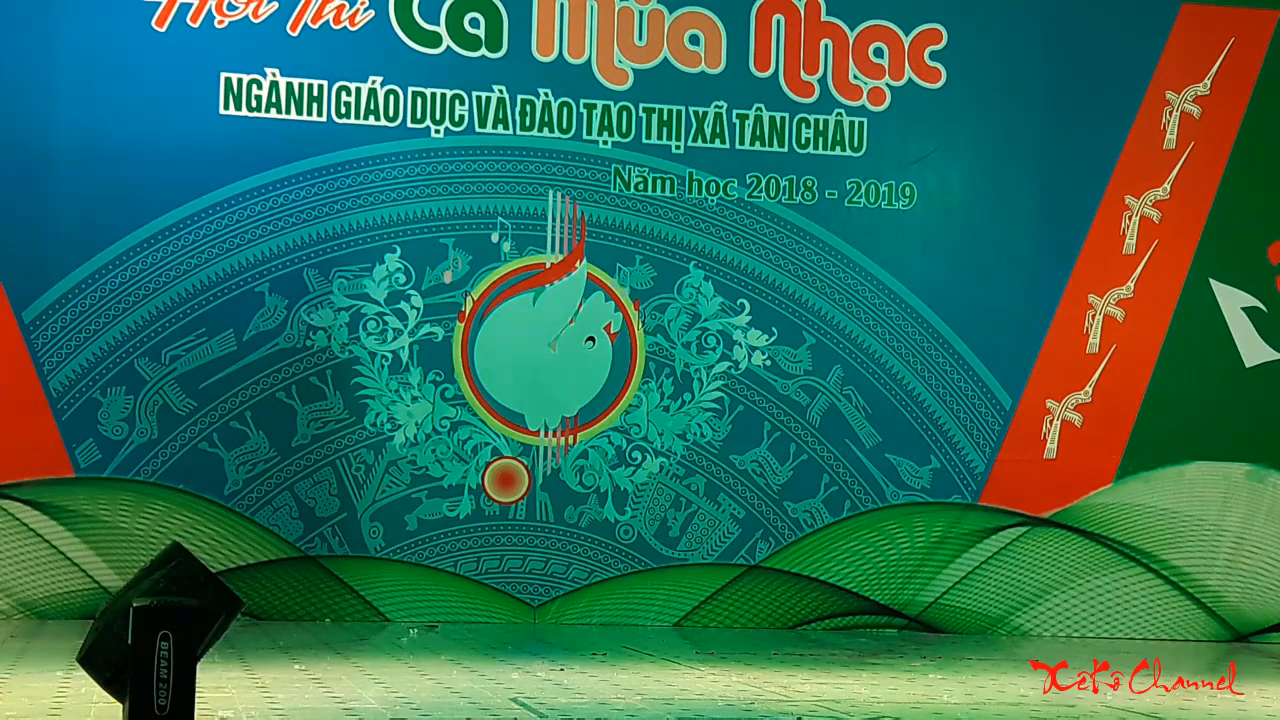 Hội Thi Ca Múa Nhạc
NGÀNH GIÁO DỤC VÀ ĐÀO TẠO THỊ XÃ TÂN CHÂU
Năm học 2018 - 2019
BEAM 200
XêKô Channel